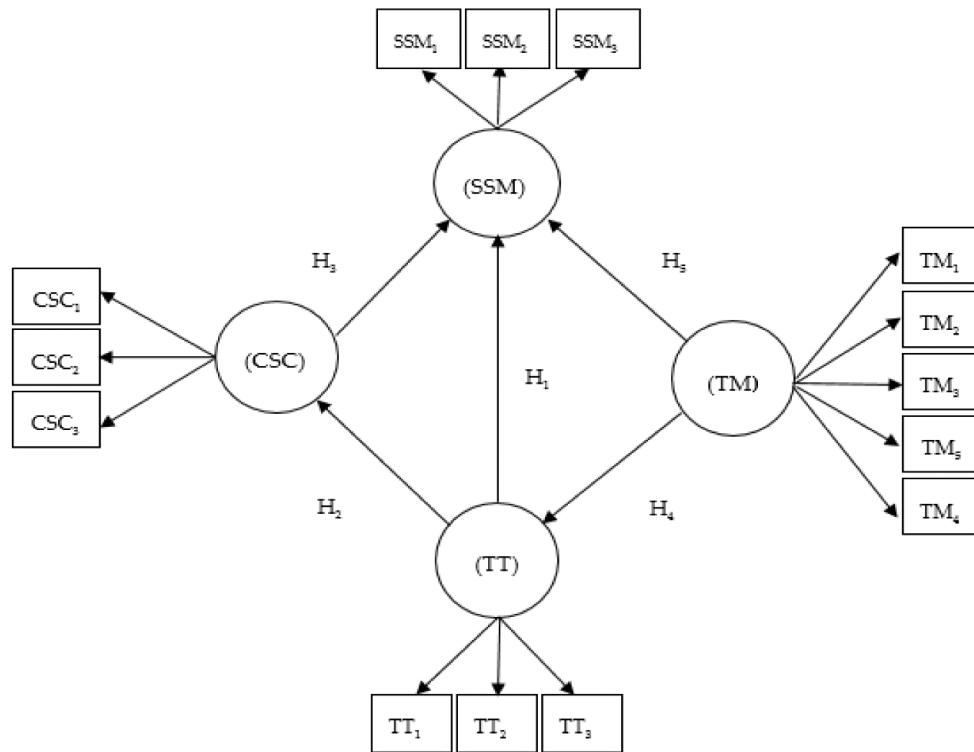 SSM₁ SSM₂ SSM₃
(SSM)
H₃ H₅
CSC₁
CSC₂
CSC₃
(CSC)
H₁
(TM)
TM₁
TM₂
TM₃
TM₅
TM₄
H₂ H₄
(TT)
TT₁ TT₂ TT₃